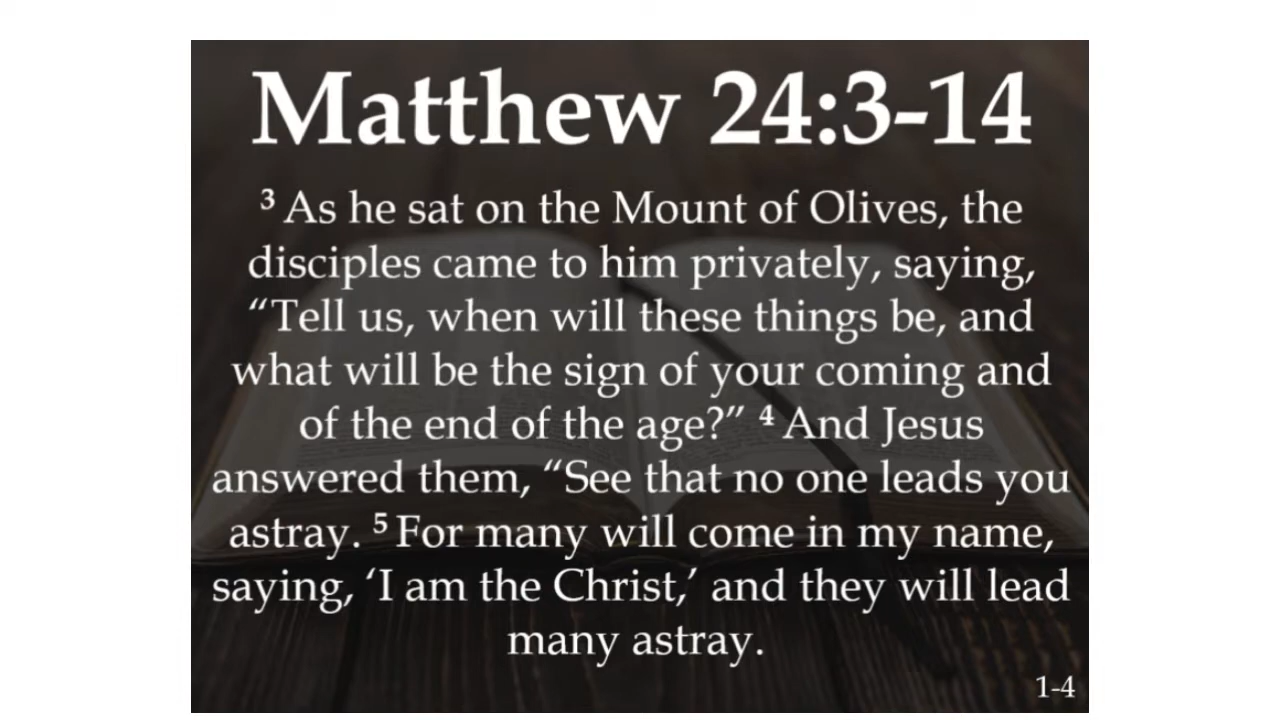 Matthew 24:3-14
³ As he sat on the Mount of Olives, the
disciples came to him privately, saying,
“Tell us, when will these things be, and
what will be the sign of your coming and
of the end of the age?” ⁴ And Jesus
answered them, “See that no one leads you
astray. ⁵ For many will come in my name,
saying, ‘I am the Christ,’ and they will lead
many astray.
1-4